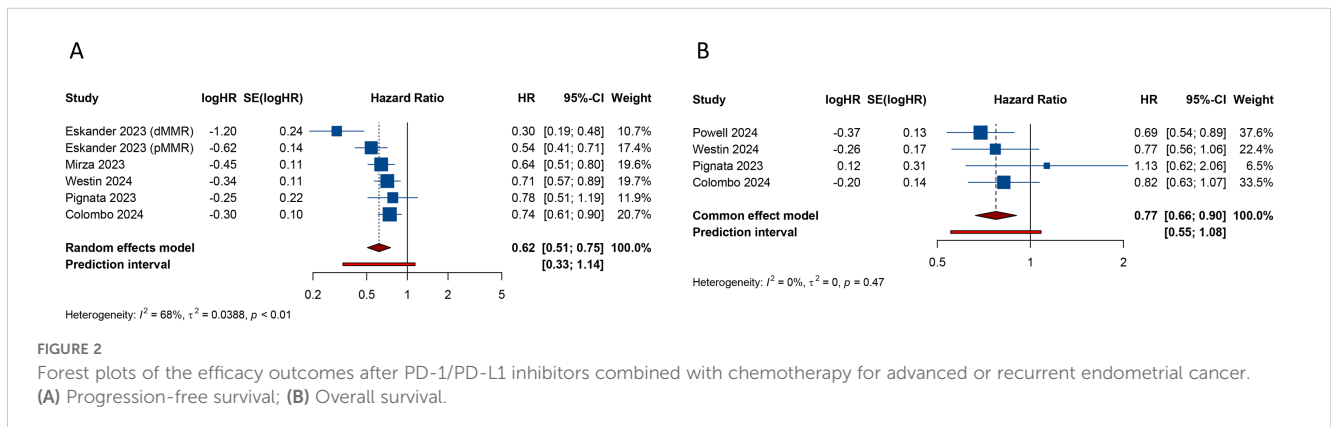 A
Study logHR SE(logHR) Hazard Ratio HR 95%-CI Weight
Eskander 2023 (dMMR) -1.20 0.24 0.30 [0.19; 0.48] 10.7%
Eskander 2023 (pMMR) -0.62 0.14 0.54 [0.41; 0.71] 17.4%
Mirza 2023 -0.45 0.11 0.64 [0.51; 0.80] 19.6%
Westin 2024 -0.34 0.11 0.71 [0.57; 0.89] 19.7%
Pignata 2023 -0.25 0.22 0.78 [0.51; 1.19] 11.9%
Colombo 2024 -0.30 0.10 0.74 [0.61; 0.90] 20.7%
Random effects model 0.62 [0.51; 0.75] 100.0%
Prediction interval [0.33; 1.14]
0.2 0.5 1 2 5
Heterogeneity: I² = 68%, τ² = 0.0388, p < 0.01
B
Study logHR SE(logHR) Hazard Ratio HR 95%-CI Weight
Powell 2024 -0.37 0.13 0.69 [0.54; 0.89] 37.6%
Westin 2024 -0.26 0.17 0.77 [0.56; 1.06] 22.4%
Pignata 2023 0.12 0.31 1.13 [0.62; 2.06] 6.5%
Colombo 2024 -0.20 0.14 0.82 [0.63; 1.07] 33.5%
Common effect model 0.77 [0.66; 0.90] 100.0%
Prediction interval [0.55; 1.08]
0.5 1 2
Heterogeneity: I² = 0%, τ² = 0, p = 0.47
FIGURE 2
Forest plots of the efficacy outcomes after PD-1/PD-L1 inhibitors combined with chemotherapy for advanced or recurrent endometrial cancer.
(A) Progression-free survival; (B) Overall survival.